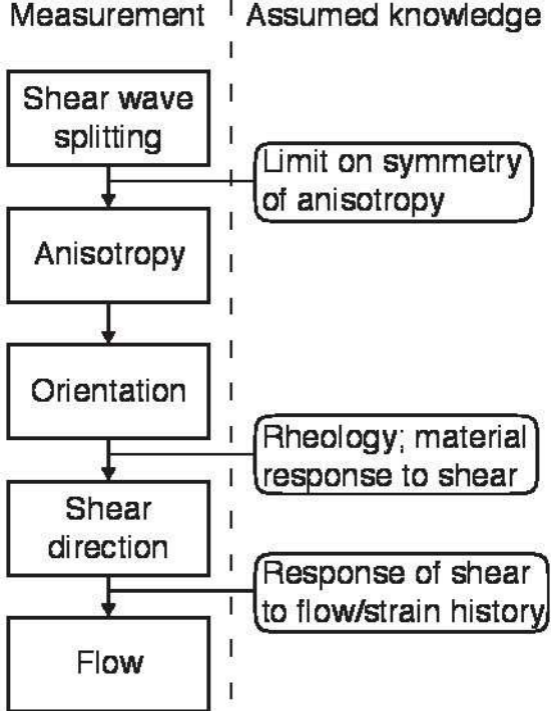 Measurement
Assumed knowledge
Shear wave
splitting
Limit on symmetry
of anisotropy
Anisotropy
Orientation
Rheology; material
response to shear
Shear
direction
Response of shear
to flow/strain history
Flow